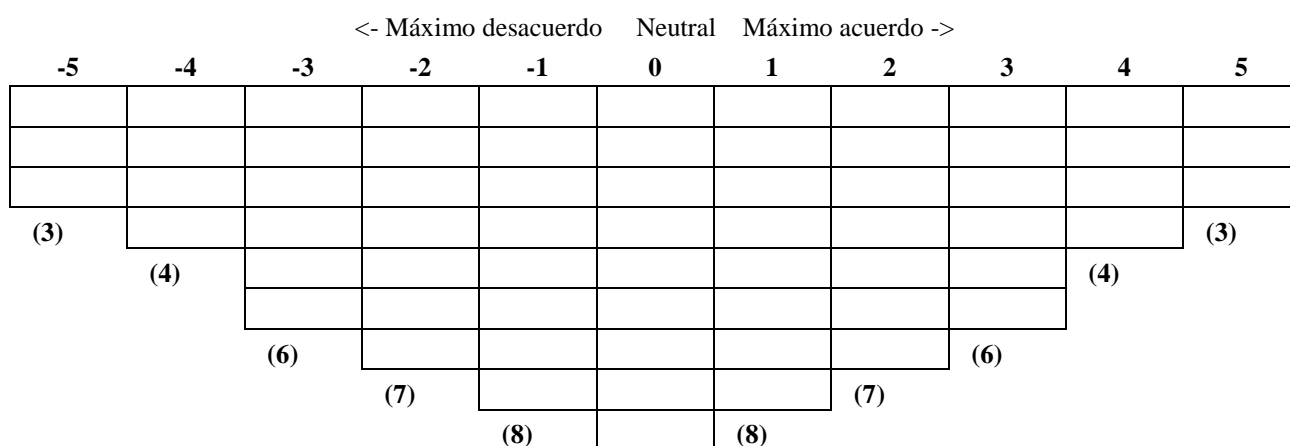 <- Máximo desacuerdo Neutral Máximo acuerdo ->
-5 -4 -3 -2 -1 0 1 2 3 4 5
(3) (3)
(4) (4)
(6) (6)
(7) (7)
(8) (8)